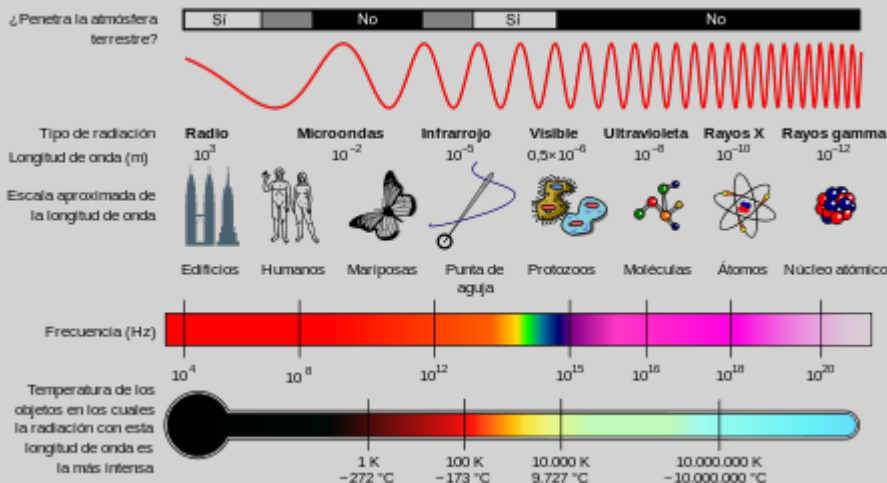 ¿Penetra la atmósfera
terrestre?
Sí
No
Sí
No
Tipo de radiación
Radio
Microondas
Infrarrojo
Visible
Ultravioleta
Rayos X
Rayos gamma
Longitud de onda (m)
10³
10⁻²
10⁻⁵
0,5×10⁻⁶
10⁻⁸
10⁻¹⁰
10⁻¹²
Escala aproximada de
la longitud de onda
Edificios
Humanos
Mariposas
Punta de
aguja
Protozoos
Moléculas
Átomos
Núcleo atómico
Frecuencia (Hz)
10⁴
10⁸
10¹²
10¹⁵
10¹⁶
10¹⁸
10²⁰
Temperatura de los
objetos en los cuales
la radiación con esta
longitud de onda es
la más intensa
1 K
−272 °C
100 K
−173 °C
10.000 K
9.727 °C
10.000.000 K
~10.000.000 °C